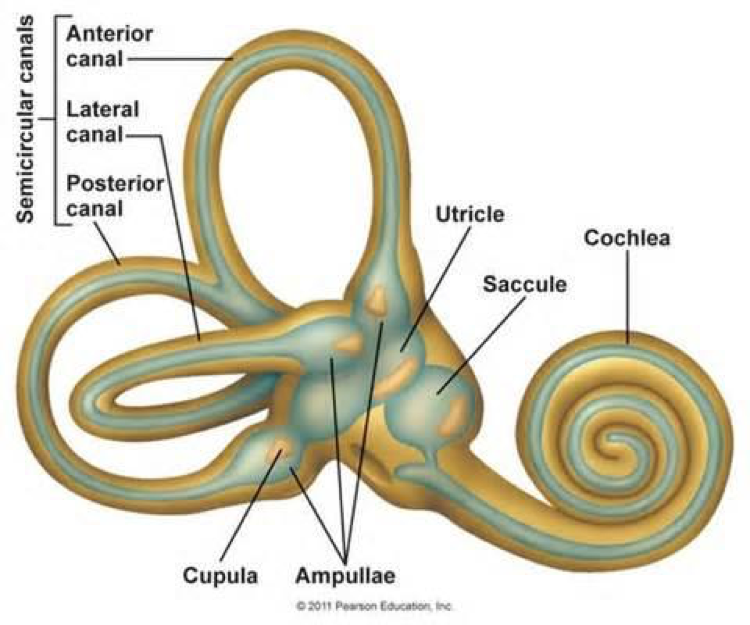 Semicircular canals
Anterior
canal
Lateral
canal
Posterior
canal
Utricle
Saccule
Cochlea
Cupula
Ampullae
© 2011 Pearson Education, Inc.